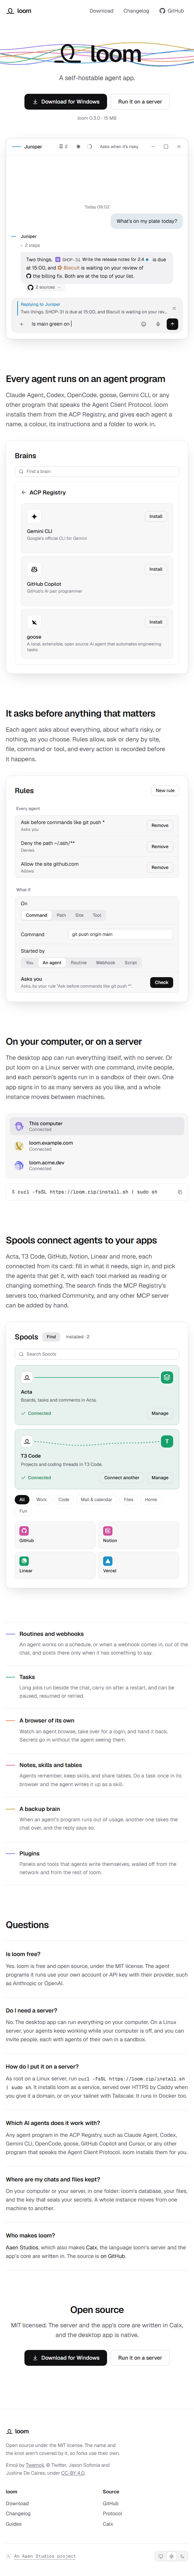 loom
Download
Changelog
GitHub
loom
A self-hostable agent app.
Download for Windows
Run it on a server
loom 0.3.0 · 15 MB
Juniper
2
Asks when it's risky
Today 09:02
What's on my plate today?
Juniper
2 steps
Two things. SHOP-31 Write the release notes for 2.4 is due
at 15:00, and Biscuit is waiting on your review of
the billing fix. Both are at the top of your list.
2 sources
Replying to Juniper
Two things. SHOP-31 is due at 15:00, and Biscuit is waiting on your rev…
is main green on
Every agent runs on an agent program
Claude Agent, Codex, OpenCode, goose, Gemini CLI, or any
other program that speaks the Agent Client Protocol. loom
installs them from the ACP Registry, and gives each agent a
name, a colour, its instructions and a folder to work in.
Brains
Find a brain
ACP Registry
Install
Gemini CLI
Google's official CLI for Gemini
Install
GitHub Copilot
GitHub's AI pair programmer
Install
goose
A local, extensible, open source AI agent that automates engineering
tasks
It asks before anything that matters
Each agent asks about everything, about what's risky, or
nothing, as you choose. Rules allow, ask about or deny by site,
file, command or tool, and every action is recorded before
it happens.
Rules
New rule
Every agent
Ask before commands like git push *
Asks you
Remove
Deny the path ~/.ssh/**
Denies
Remove
Allow the site github.com
Allows
Remove
What if
On
Command
Path
Site
Tool
Command
git push origin main
Started by
You
An agent
Routine
Webhook
Script
Asks you
Asks, by your rule "Ask before commands like git push *".
Check
On your computer, or on a server
The desktop app can run everything itself, with no server. Or
put loom on a Linux server with one command, invite people,
and each person's agents run in a sandbox of their own. One
app signs in to as many servers as you like, and a whole
instance moves between machines.
This computer
Connected
loom.example.com
Connected
loom.acme.dev
Connected
$ curl -fsSL https://loom.zip/install.sh | sudo sh
Spools connect agents to your apps
Acta, T3 Code, GitHub, Notion, Linear and more, each
connected from its card: fill in what it needs, sign in, and pick
the agents that get it, with each tool marked as reading or
changing something. The search finds the MCP Registry's
servers too, marked Community, and any other MCP server
can be added by hand.
Spools
Find
Installed · 2
Search Spools
Acta
Boards, tasks and comments in Acta.
Connected
Manage
T
T3 Code
Projects and coding threads in T3 Code.
Connected
Connect another
Manage
All
Work
Code
Mail & calendar
Files
Home
Fun
GitHub
Notion
Linear
Vercel
Routines and webhooks
An agent works on a schedule, or when a webhook comes in, out of the
chat, and posts there only when it has something to say.
Tasks
Long jobs run beside the chat, carry on after a restart, and can be
paused, resumed or retried.
A browser of its own
Watch an agent browse, take over for a login, and hand it back.
Secrets go in without the agent seeing them.
Notes, skills and tables
Agents remember, keep skills, and share tables. Do a task once in its
browser and the agent writes it up as a skill.
A backup brain
When an agent's program runs out of usage, another one takes the
chat over, and the reply says so.
Plugins
Panels and tools that agents write themselves, walled off from the
network and from the rest of loom.
Questions
Is loom free?
Yes. loom is free and open source, under the MIT license. The agent
programs it runs use your own account or API key with their provider, such
as Anthropic or OpenAI.
Do I need a server?
No. The desktop app can run everything on your computer. On a Linux
server, your agents keep working while your computer is off, and you can
invite people, each with agents of their own in a sandbox.
How do I put it on a server?
As root on a Linux server, run curl -fsSL https://loom.zip/install.sh
| sudo sh. It installs loom as a service, served over HTTPS by Caddy when
you give it a domain, or on your tailnet with Tailscale. It runs in Docker too.
Which AI agents does it work with?
Any agent program in the ACP Registry, such as Claude Agent, Codex,
Gemini CLI, OpenCode, goose, GitHub Copilot and Cursor, or any other
program that speaks the Agent Client Protocol. loom installs them for you.
Where are my chats and files kept?
On your computer or your server, in one folder: loom's database, your files,
and the key that seals your secrets. A whole instance moves from one
machine to another.
Who makes loom?
Aaen Studios, which also makes Calx, the language loom's server and the
app's core are written in. The source is on GitHub.
Open source
MIT licensed. The server and the app's core are written in Calx,
and the desktop app is native.
Download for Windows
Run it on a server
loom
Open source under the MIT license. The name and
the knot aren't covered by it, so forks use their own.
Emoji by Twemoji, © Twitter, Jason Sofonia and
Justine De Caires, under CC-BY 4.0.
loom
Source
Download
GitHub
Changelog
Protocol
Guides
Calx
An Aaen Studios project